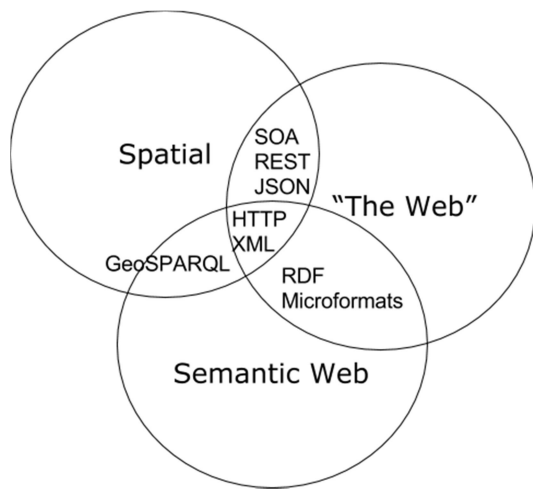 Spatial
SOA
REST
JSON
“The Web”
HTTP
XML
GeoSPARQL
RDF
Microformats
Semantic Web